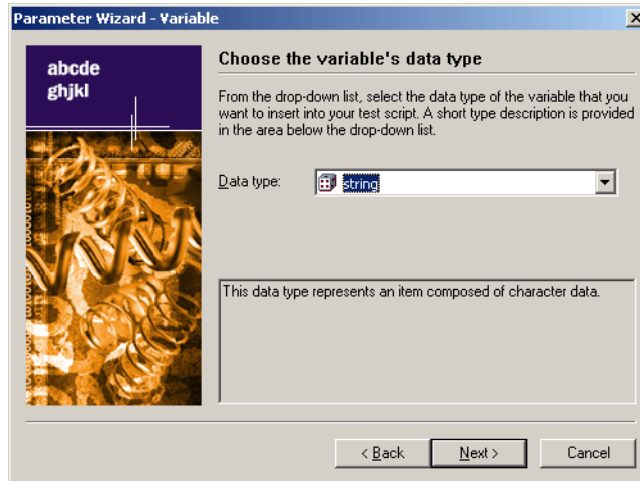 Parameter Wizard - Variable
abcde
ghjkl
Choose the variable's data type
From the drop-down list, select the data type of the variable that you
want to insert into your test script. A short type description is provided
in the area below the drop-down list.
Data type: string
This data type represents an item composed of character data.
< Back Next > Cancel